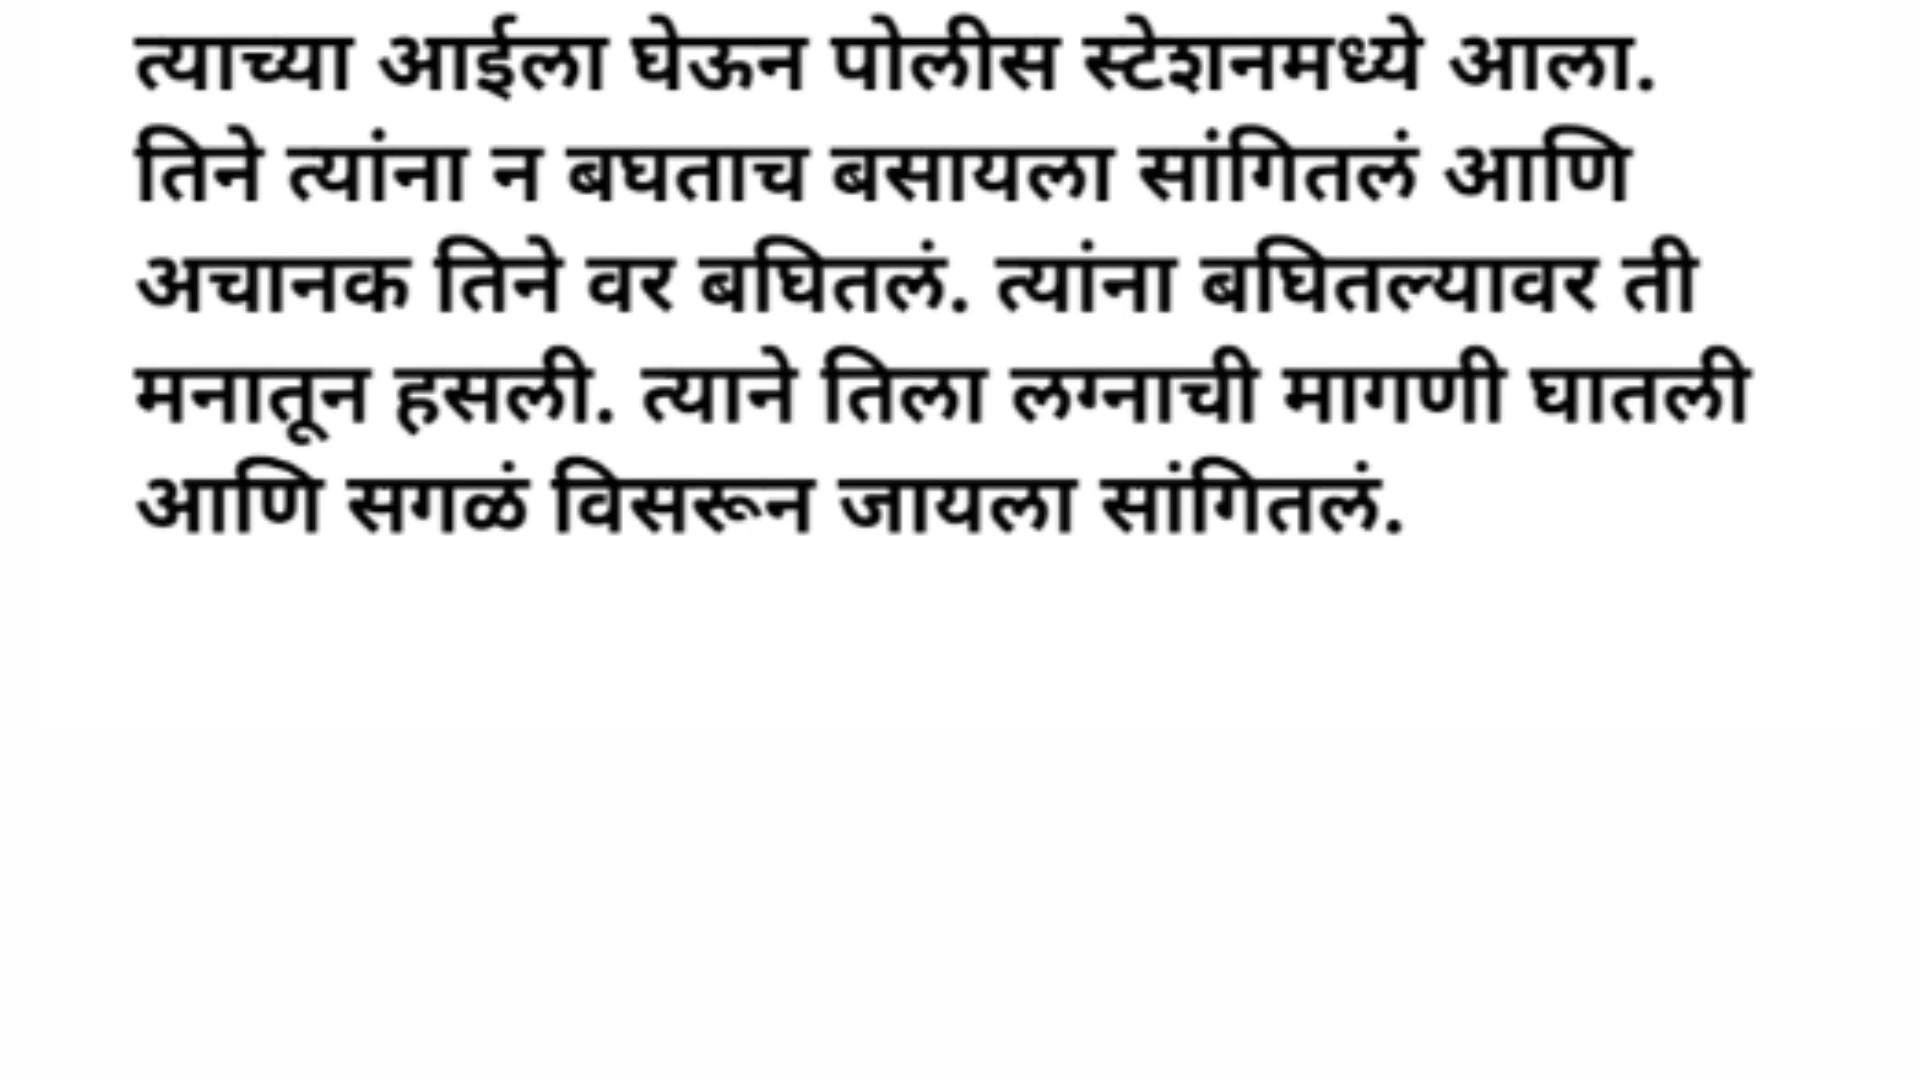 त्याच्या आईला घेऊन पोलीस स्टेशनमध्ये आला.
तिने त्यांना न बघताच बसायला सांगितलं आणि
अचानक तिने वर बघितलं. त्यांना बघितल्यावर ती
मनातून हसली. त्याने तिला लग्नाची मागणी घातली
आणि सगळं विसरून जायला सांगितलं.